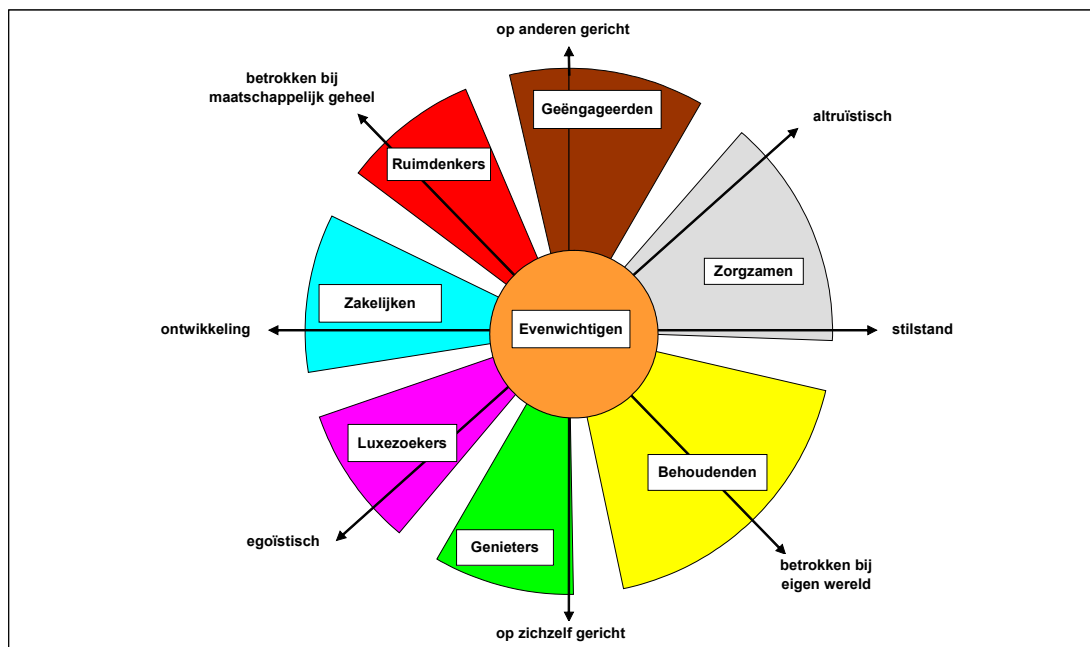 op anderen gericht
betrokken bij
maatschappelijk geheel
Geëngageerden
altruïstisch
Ruimdenkers
Zorgzamen
Zakelijken
ontwikkeling
Evenwichtigen
stilstand
Luxezoekers
Behoudenden
egoïstisch
Genieters
betrokken bij
eigen wereld
op zichzelf gericht